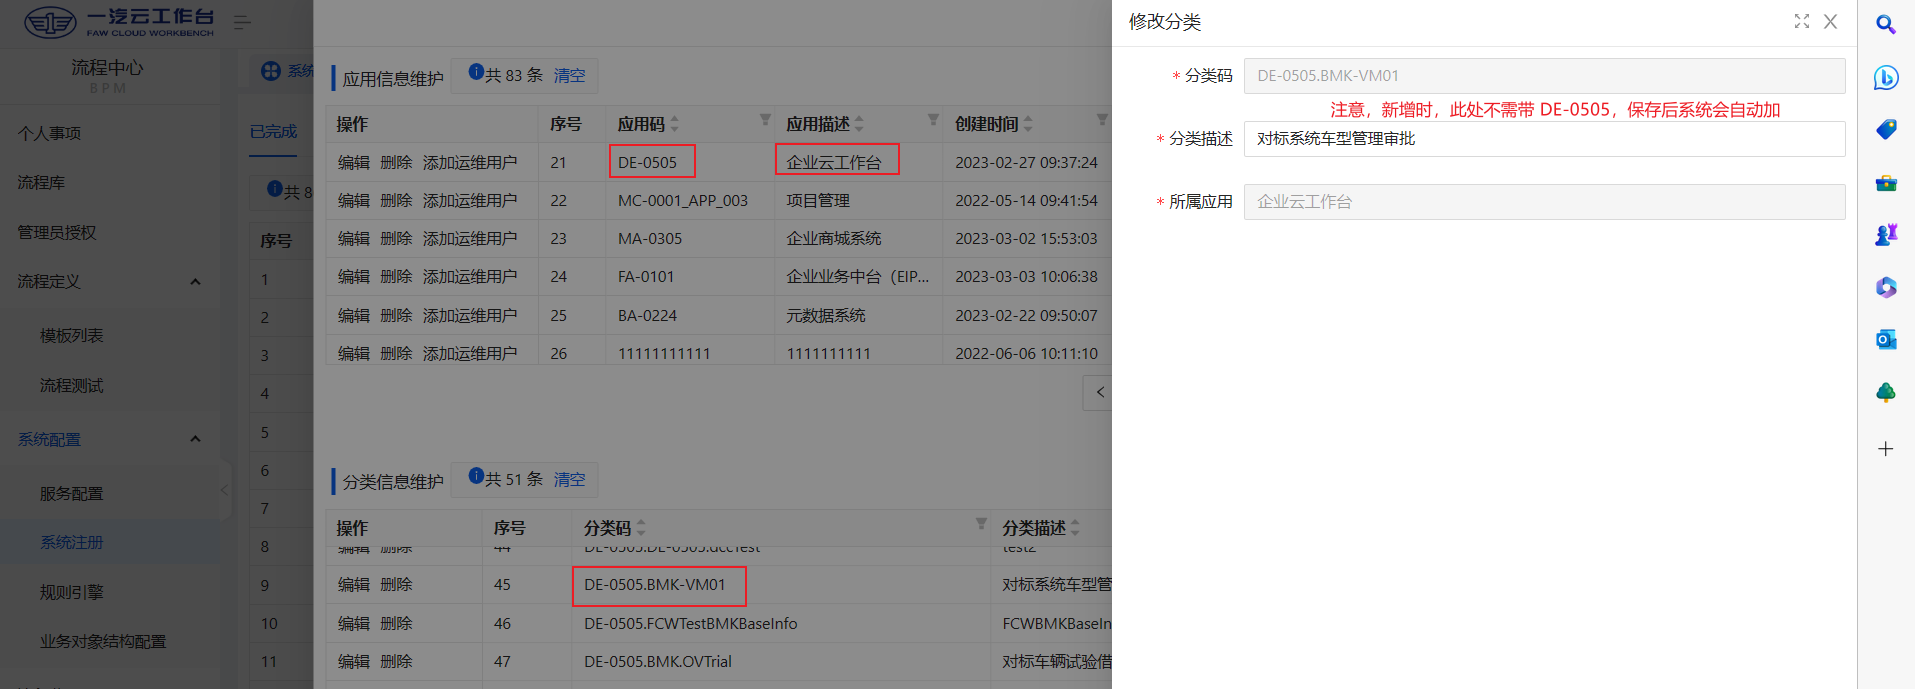 一汽云工作台
FAW CLOUD WORKBENCH
流程中心
BPM
个人事项
流程库
管理员授权
流程定义
模板列表
流程测试
系统配置
服务配置
系统注册
规则引擎
业务对象结构配置
系统
已完成
共 8
序号
1
2
3
4
5
6
7
8
9
10
11
应用信息维护 共 83 条 清空
操作 序号 应用码 应用描述 创建时间
编辑 删除 添加运维用户 21 DE-0505 企业云工作台 2023-02-27 09:37:24
编辑 删除 添加运维用户 22 MC-0001_APP_003 项目管理 2022-05-14 09:41:54
编辑 删除 添加运维用户 23 MA-0305 企业商城系统 2023-03-02 15:53:03
编辑 删除 添加运维用户 24 FA-0101 企业业务中台（EIP... 2023-03-03 10:06:38
编辑 删除 添加运维用户 25 BA-0224 元数据系统 2023-02-22 09:50:07
编辑 删除 添加运维用户 26 11111111111 1111111111 2022-06-06 10:11:10
分类信息维护 共 51 条 清空
操作 序号 分类码 分类描述
编辑 删除 44 DE-0505.DE-0505.dccTest test2
编辑 删除 45 DE-0505.BMK-VM01 对标系统车型管
编辑 删除 46 DE-0505.FCWTestBMKBaseInfo FCWBMKBaseIn
编辑 删除 47 DE-0505.BMK.OVTrial 对标车辆试验借
修改分类
* 分类码 DE-0505.BMK-VM01
注意，新增时，此处不需带 DE-0505，保存后系统会自动加
* 分类描述 对标系统车型管理审批
* 所属应用 企业云工作台